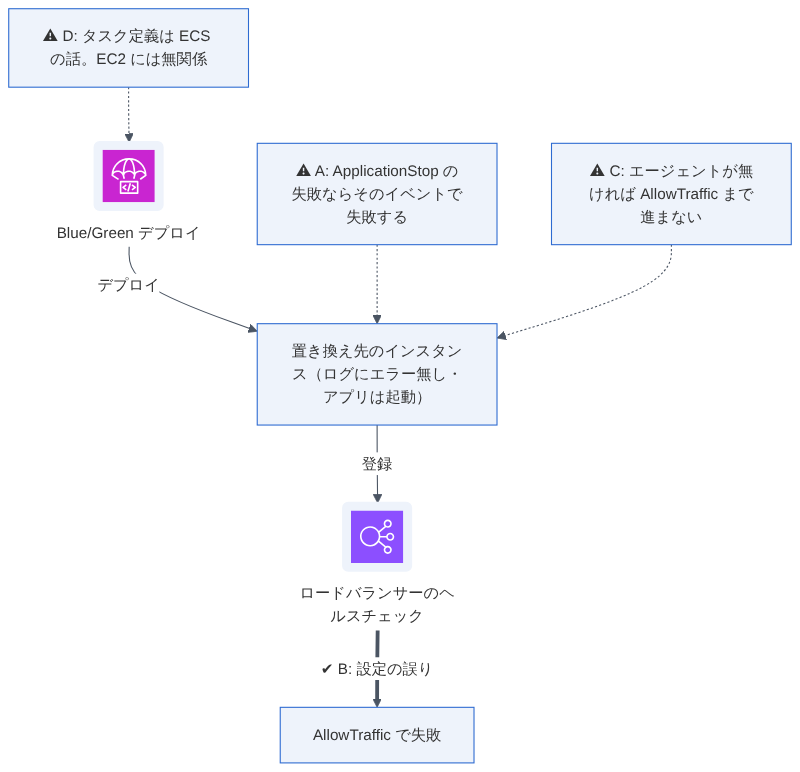 ⚠ D: タスク定義は ECS
の話。EC2 には無関係
⚠ A: ApplicationStop の
失敗ならそのイベントで
失敗する
⚠ C: エージェントが無
ければ AllowTraffic まで
進まない
Blue/Green デプロイ
デプロイ
置き換え先のインスタン
ス（ログにエラー無し・
アプリは起動）
登録
ロードバランサーのヘ
ルスチェック
✔ B: 設定の誤り
AllowTraffic で失敗